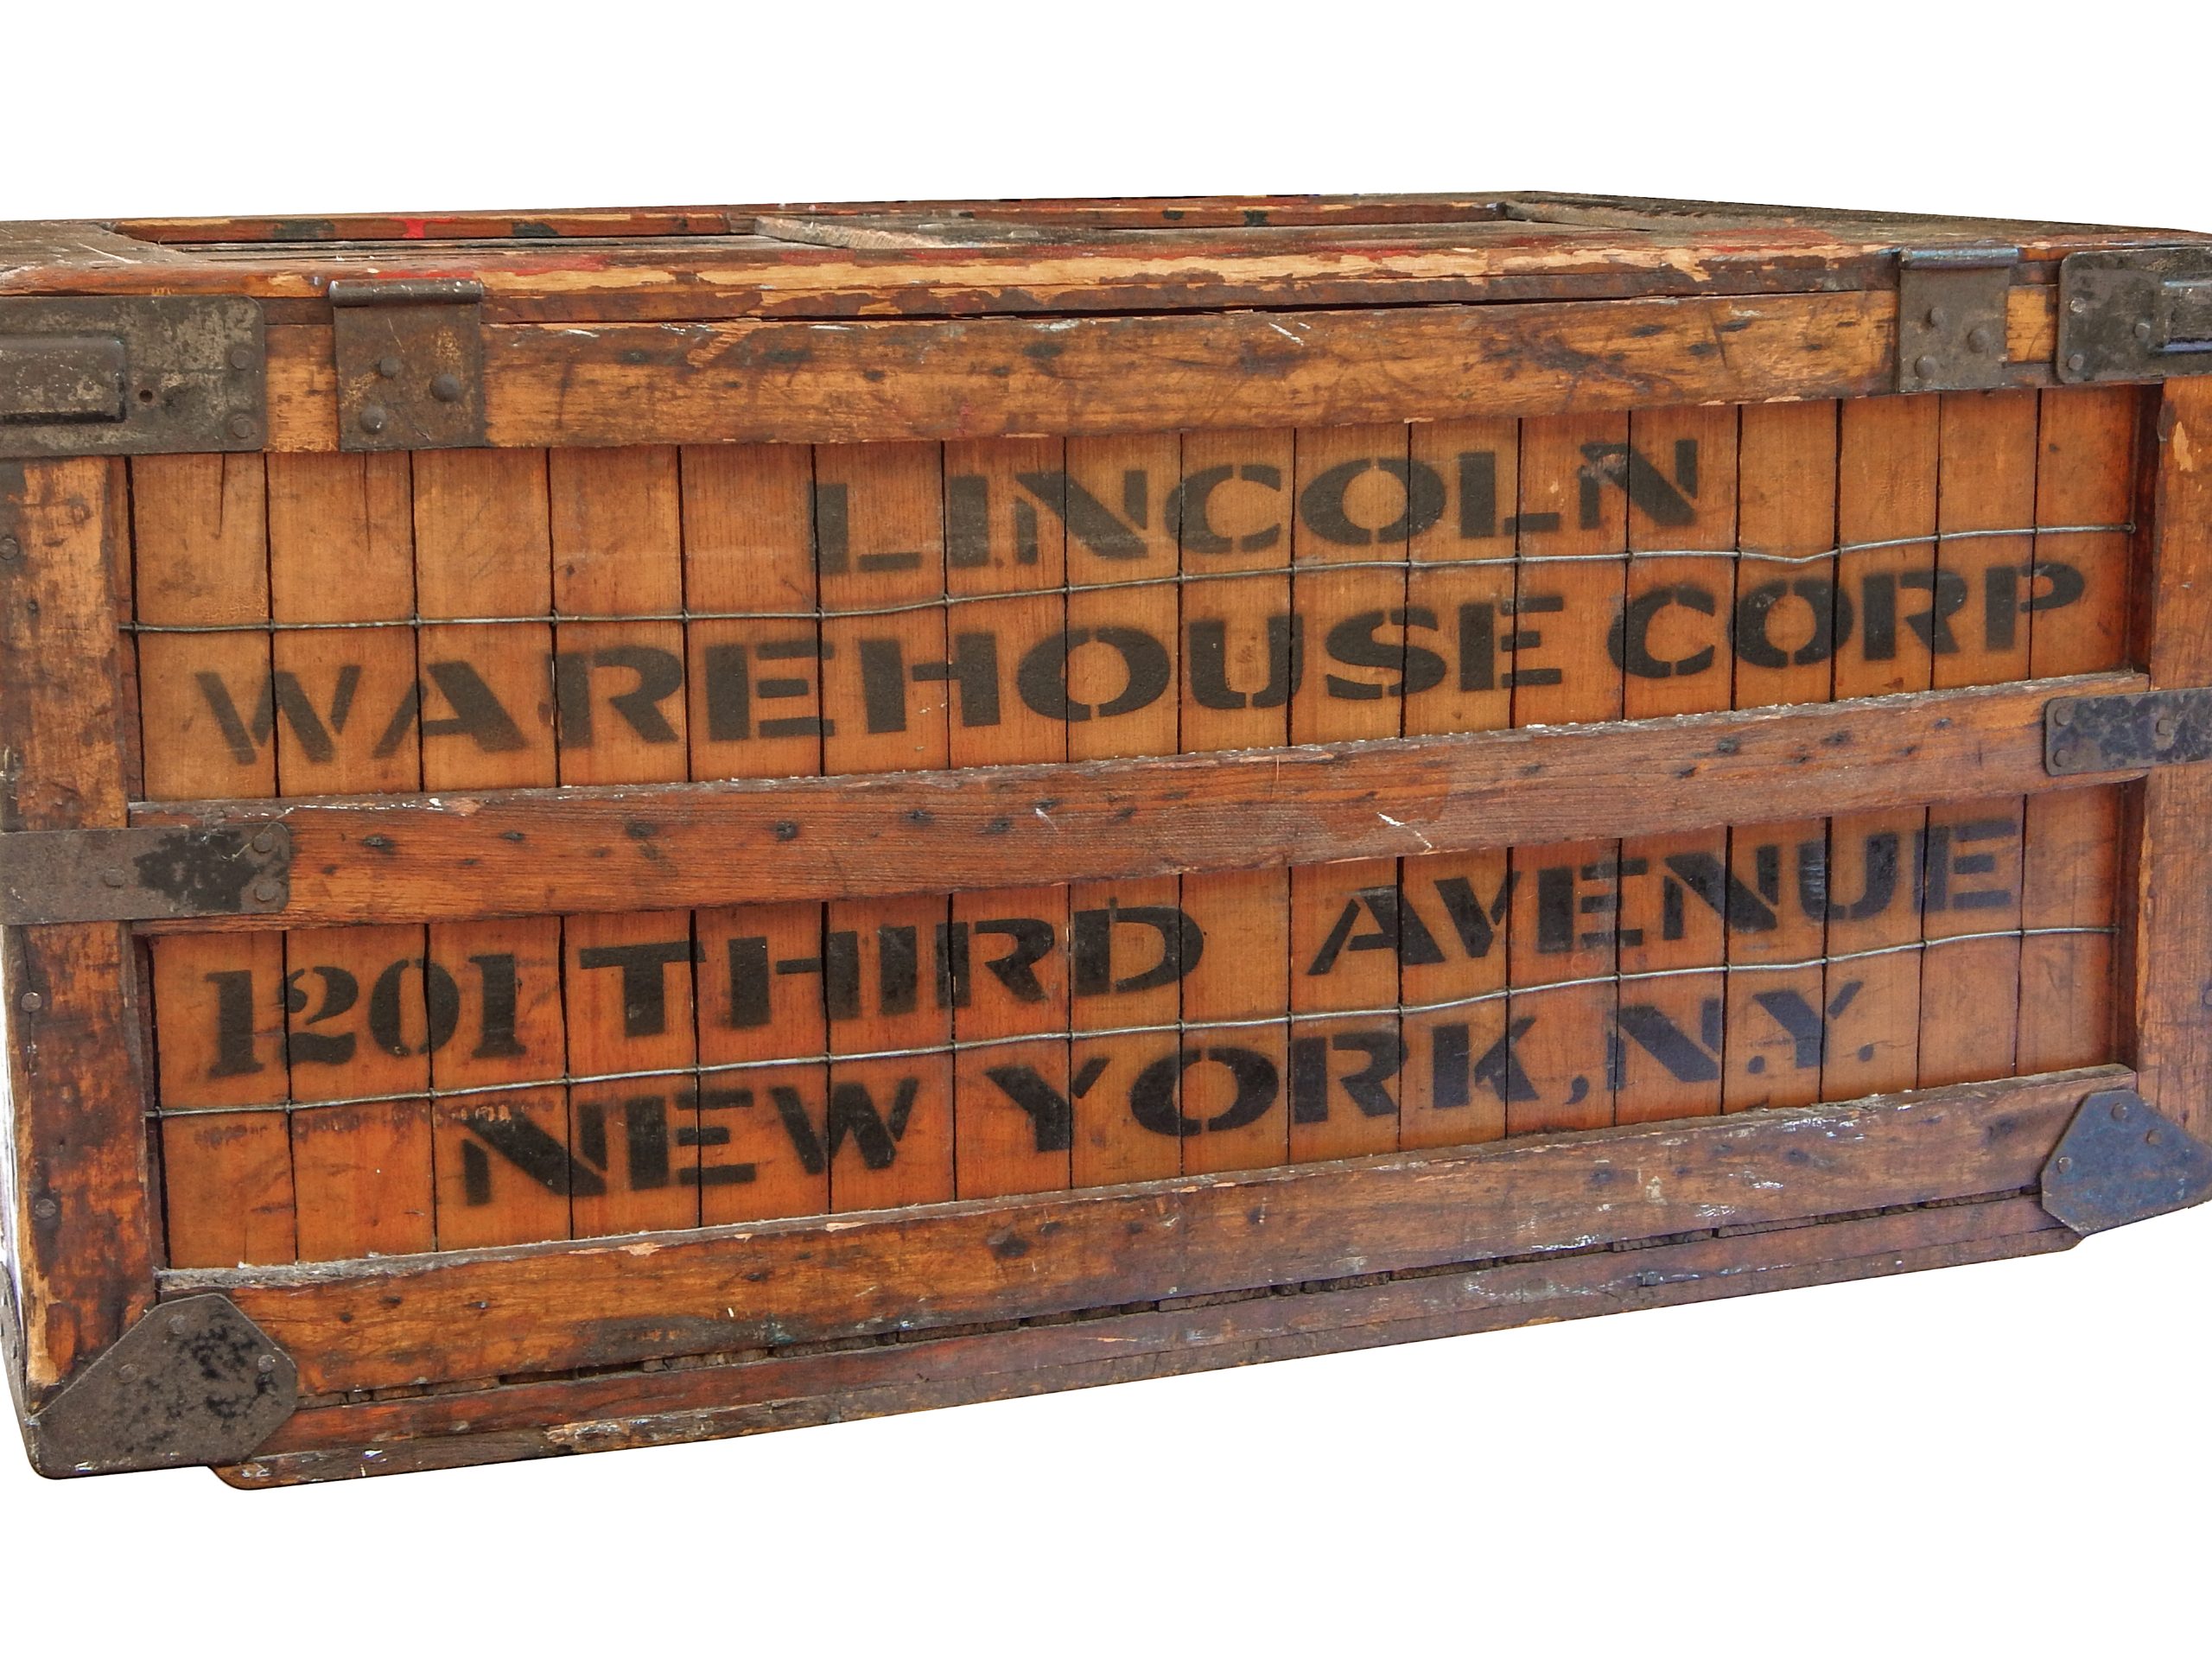 LINCOLN
WAREHOUSE CORP
1201 THIRD AVENUE
NEW YORK, N.Y.